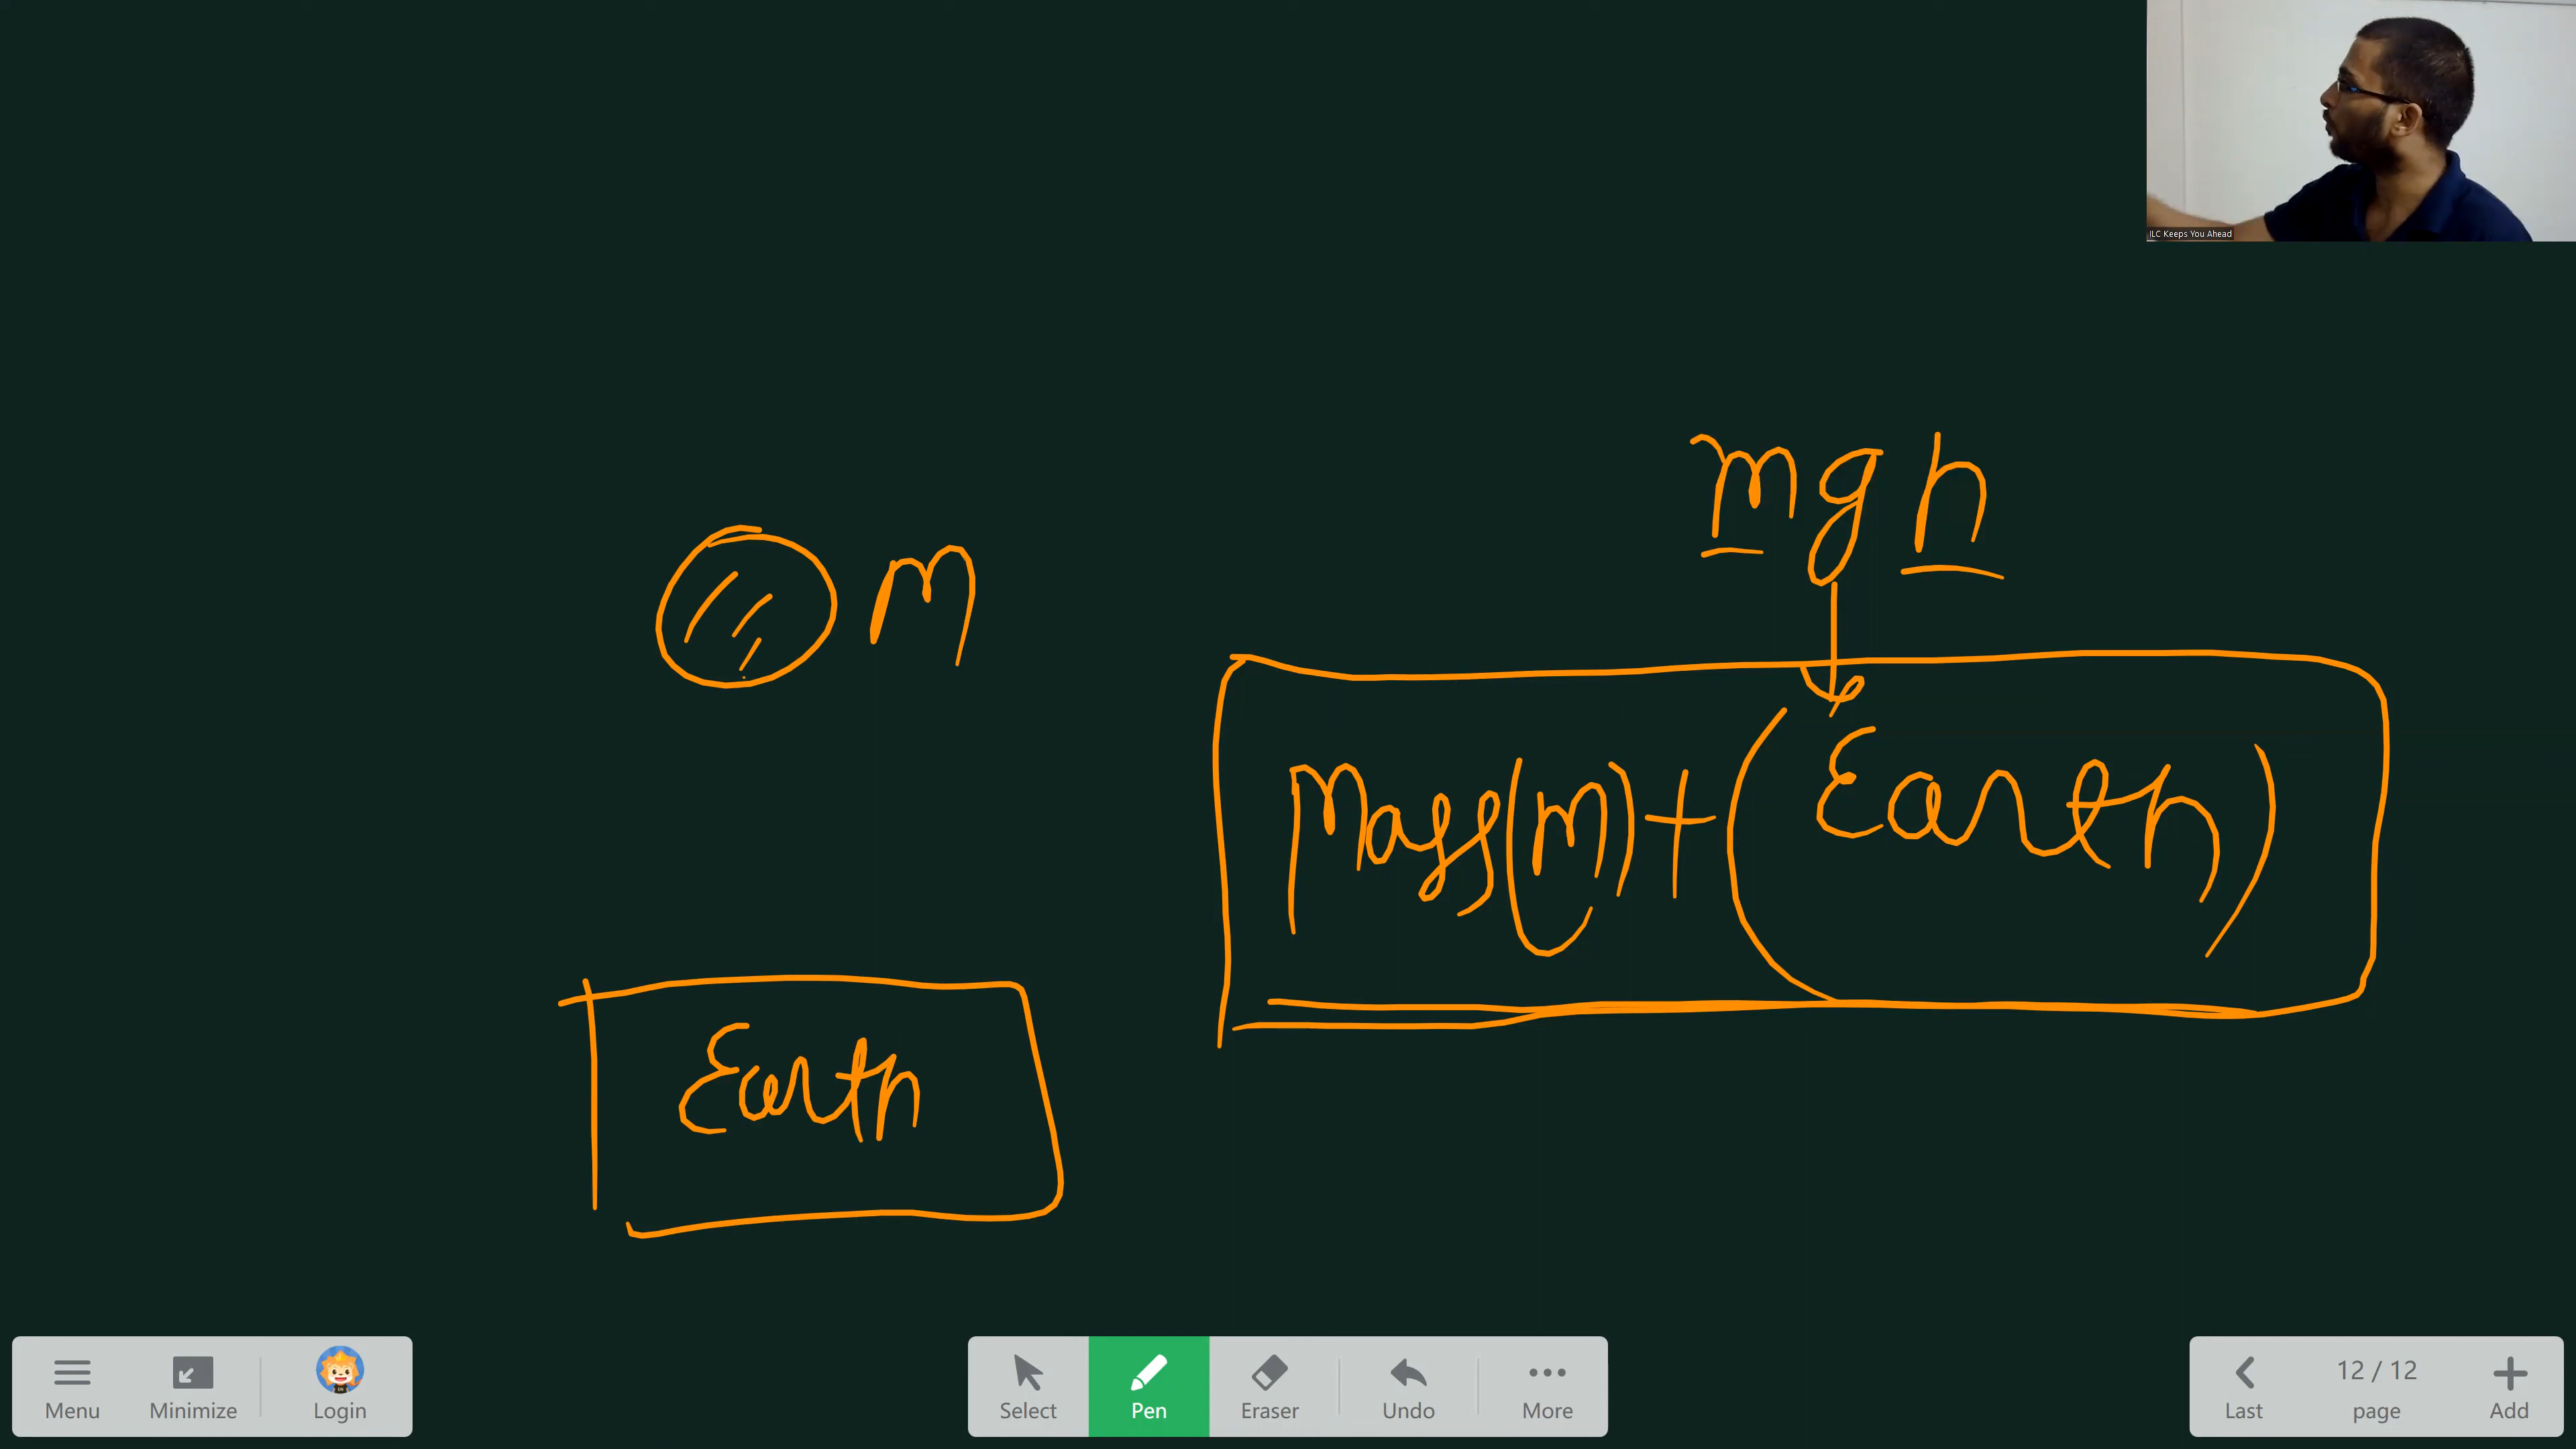 ILC Keeps You Ahead
mgh
m
Mass(m)+(Earth)
Earth
Menu
Minimize
Login
Select
Pen
Eraser
Undo
More
Last
12 / 12
page
Add